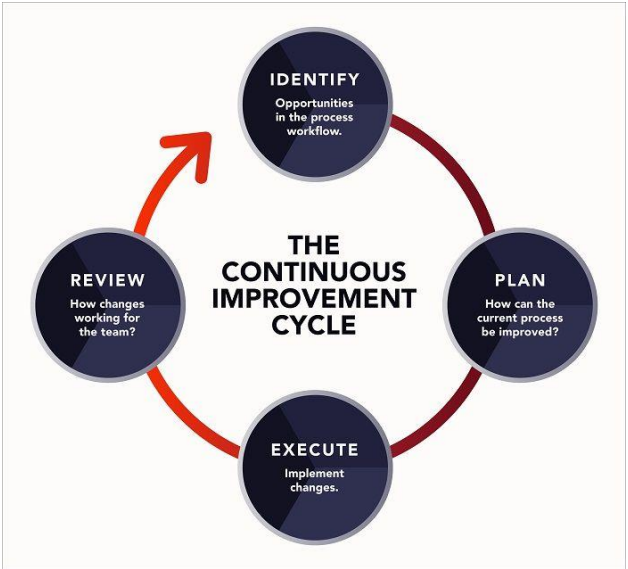 IDENTIFY
Opportunities
in the process
workflow.
THE
CONTINUOUS
IMPROVEMENT
CYCLE
PLAN
How can the
current process
be improved?
EXECUTE
Implement
changes.
REVIEW
How changes
working for
the team?